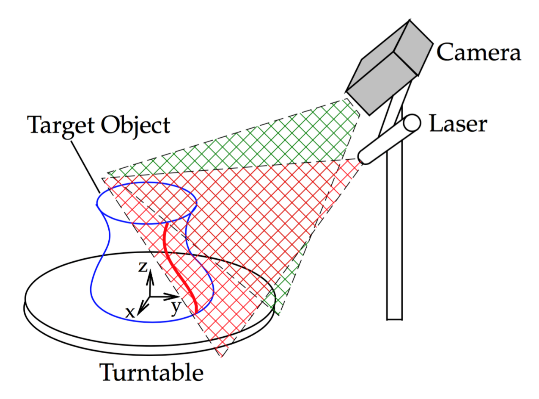 Camera
Target Object
Laser
z
x
y
Turntable